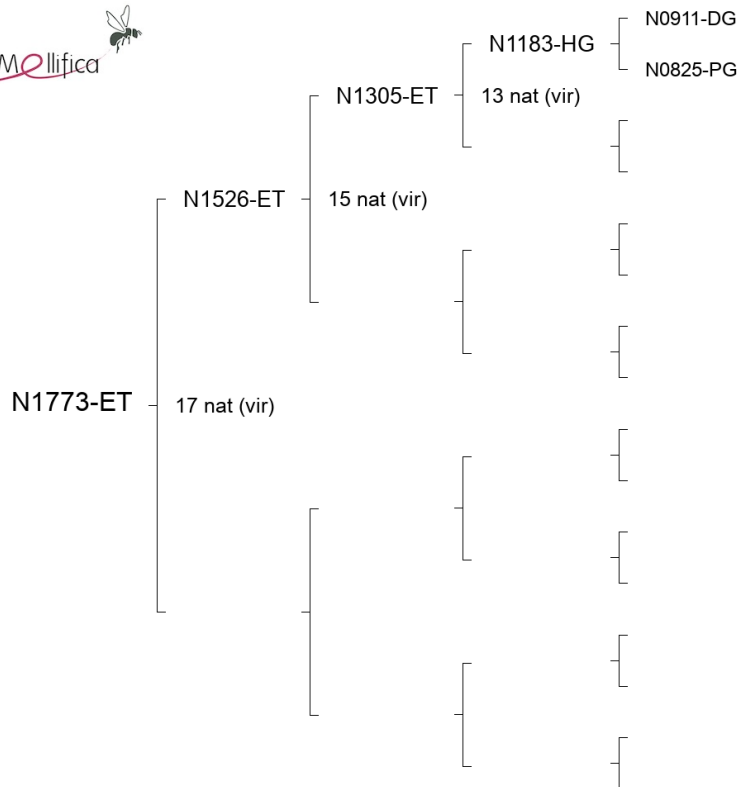 Mellifica
N0911-DG
N1183-HG
N0825-PG
N1305-ET
13 nat (vir)
N1526-ET
15 nat (vir)
N1773-ET
17 nat (vir)